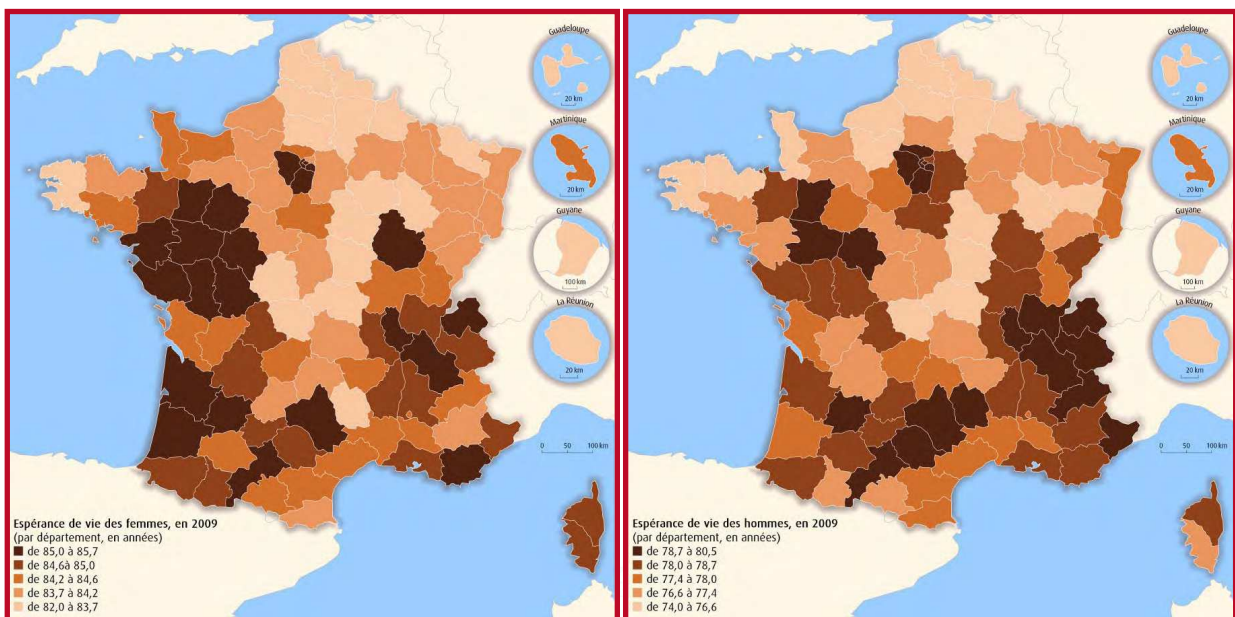 Guadeloupe
20 km
Martinique
20 km
Guyane
100 km
La Réunion
20 km
0 50 100 km
Espérance de vie des femmes, en 2009
(par département, en années)
de 85,0 à 85,7
de 84,6à 85,0
de 84,2 à 84,6
de 83,7 à 84,2
de 82,0 à 83,7
Guadeloupe
20 km
Martinique
20 km
Guyane
100 km
La Réunion
20 km
0 50 100 km
Espérance de vie des hommes, en 2009
(par département, en années)
de 78,7 à 80,5
de 78,0 à 78,7
de 77,4 à 78,0
de 76,6 à 77,4
de 74,0 à 76,6